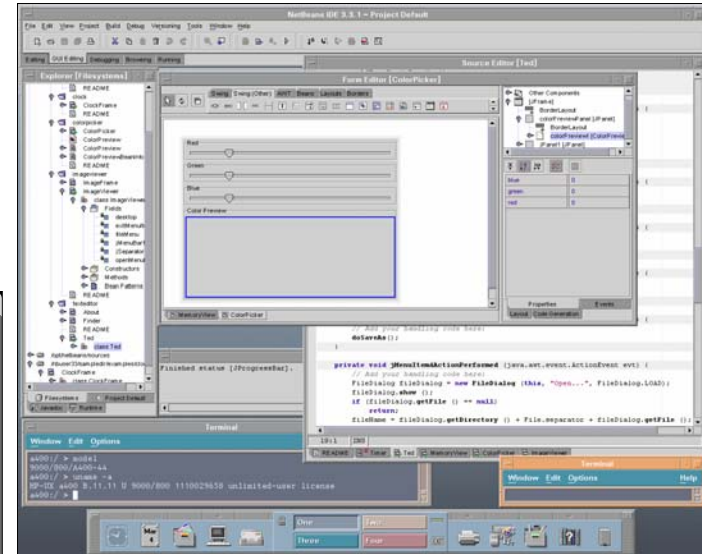 NetBeans IDE 3.3.1 - Project Default
File Edit View Project Build Debug Versioning Tools Window Help
Editing GUI Editing Debugging Browsing Running
Explorer [Filesystems]
README
clock
ClockFrame
README
colorpicker
ColorPicker
ColorPreview
ColorPreview
ColorPreviewBeanInfo
README
imageviewer
ImageFrame
ImageViewer
class ImageViewer
Fields
desktop
Constructors
Methods
Bean Patterns
README
texteditor
About
Finder
README
Ted
class Ted
ClockFrame
class ClockFrame
Filesystems Project Default
Javadoc Runtime
Form Editor [ColorPicker]
Swing Swing (Other) AWT Beans Layouts Borders
Red
Green
Blue
Color Preview
MemoryView ColorPicker
Other Components
[JFrame]
BorderLayout
colorPreviewPanel [JPanel]
BorderLayout
JPanel1 [JPanel]
blue 0
green 0
red 0
Properties Events
Layout Code Generation
Source Editor [Ted]
// Add your handling code here:
doSaveAs();
}
private void jMenuItem4ActionPerformed (java.awt.event.ActionEvent evt) {
// Add your handling code here:
FileDialog fileDialog = new FileDialog (this, "Open...", FileDialog.LOAD);
fileDialog.show ();
if (fileDialog.getFile () == null)
return;
fileName = fileDialog.getDirectory () + File.separator + fileDialog.getFile ();
README Ted MemoryView ColorPicker ImageViewer
Finished status [JProgressBar].
Terminal
Window Edit Options
a400:/ > model
9000/800/A400-44
a400:/ > uname -a
HP-UX a400 B.11.11 U 9000/800 1110029658 unlimited-user license
a400:/ >
Terminal
Window Edit Options Help
Mar
4
One Two
Three Four